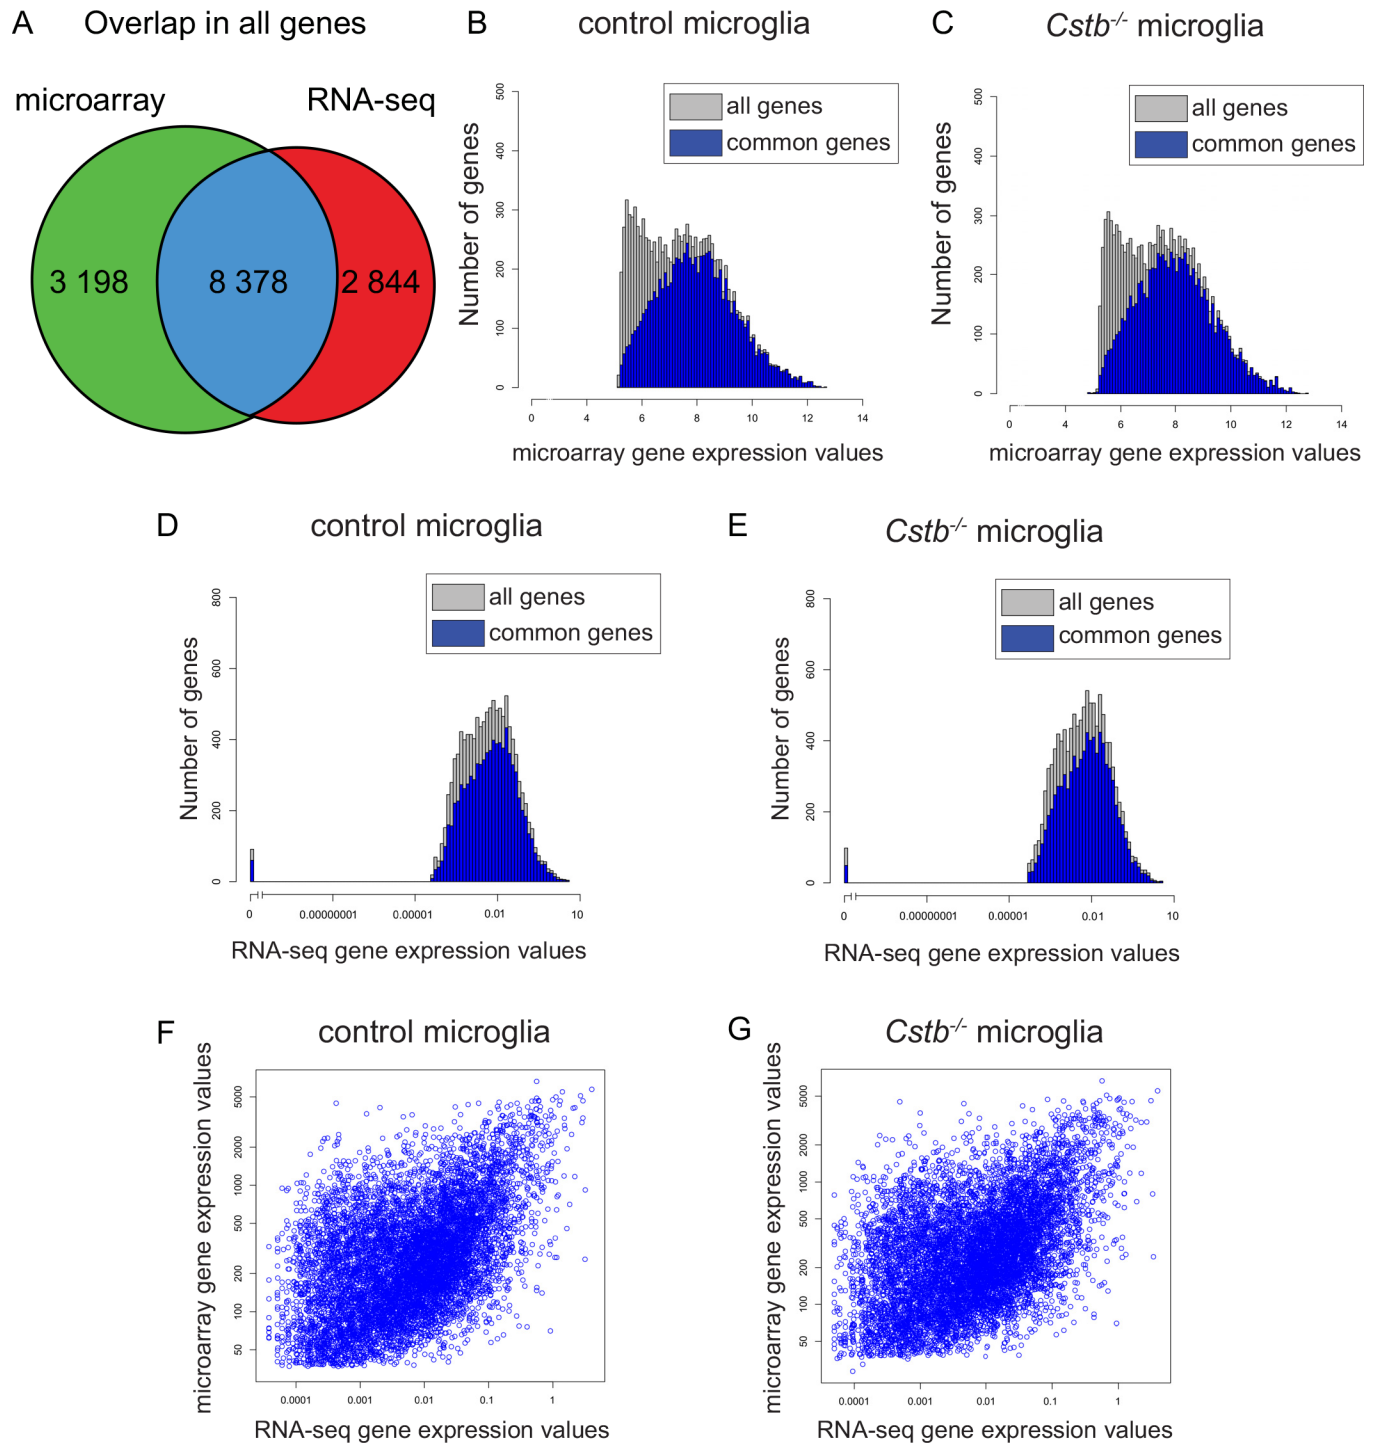 A Overlap in all genes
microarray RNA-seq
3 198 8 378 2 844
B control microglia
all genes
common genes
Number of genes
500
400
300
200
100
0
0 4 6 8 10 12 14
microarray gene expression values
C Cstb-/- microglia
all genes
common genes
Number of genes
500
400
300
200
100
0
0 4 6 8 10 12 14
microarray gene expression values
D control microglia
all genes
common genes
Number of genes
800
600
400
200
0
0 0.00000001 0.00001 0.01 10
RNA-seq gene expression values
E Cstb-/- microglia
all genes
common genes
Number of genes
800
600
400
200
0
0 0.00000001 0.00001 0.01 10
RNA-seq gene expression values
F control microglia
microarray gene expression values
5000
2000
1000
500
200
100
50
0.0001 0.001 0.01 0.1 1
RNA-seq gene expression values
G Cstb-/- microglia
microarray gene expression values
5000
2000
1000
500
200
100
50
0.0001 0.001 0.01 0.1 1
RNA-seq gene expression values